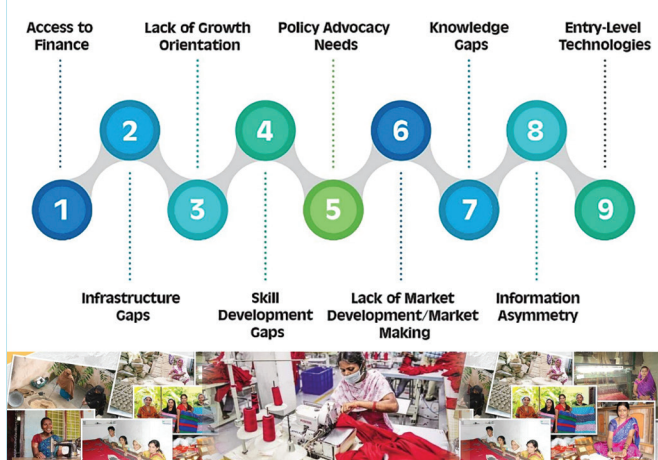 Access to
Finance
Lack of Growth
Orientation
Policy Advocacy
Needs
Knowledge
Gaps
Entry-Level
Technologies
1
2
3
4
5
6
7
8
9
Infrastructure
Gaps
Skill
Development
Gaps
Lack of Market
Development/Market
Making
Information
Asymmetry